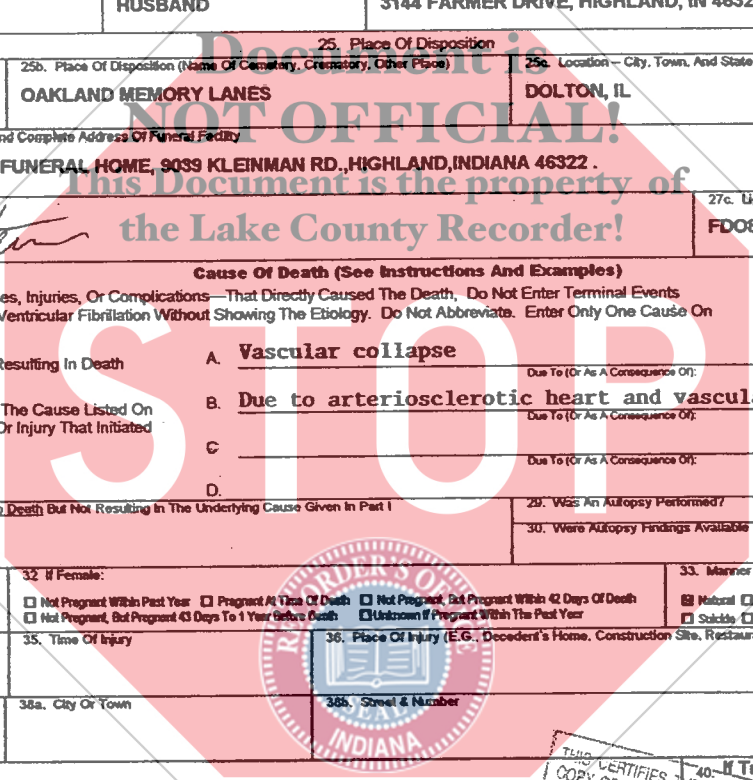 HUSBAND
3144 FARMER DRIVE, HIGHLAND, IN 4632
25. Place Of Disposition
25b. Place Of Disposition (Name Of Cemetery, Crematory, Other Place)
25c. Location – City, Town, And State
Document is
OAKLAND MEMORY LANES
DOLTON, IL
NOT OFFICIAL!
nd Complete Address Of Funeral Facility
FUNERAL HOME, 9039 KLEINMAN RD.,HIGHLAND,INDIANA 46322 .
This Document is the property of
the Lake County Recorder!
27c. Li
FDO8
Cause Of Death (See Instructions And Examples)
es, Injuries, Or Complications—That Directly Caused The Death, Do Not Enter Terminal Events
Ventricular Fibrillation Without Showing The Etiology. Do Not Abbreviate. Enter Only One Cause On
STOP
Resulting In Death
A. Vascular collapse
Due To (Or As A Consequence Of):
The Cause Listed On
B. Due to arteriosclerotic heart and vascula
Or Injury That Initiated
Due To (Or As A Consequence Of):
C
Due To (Or As A Consequence Of):
D.
o Death But Not Resulting In The Underlying Cause Given In Part I
29. Was An Autopsy Performed?
30. Were Autopsy Findings Available
32 If Female:
33. Manner
Not Pregnant Within Past Year
Pregnant At Time Of Death
Not Pregnant, But Pregnant Within 42 Days Of Death
Natural
Not Pregnant, But Pregnant 43 Days To 1 Year Before Death
Unknown If Pregnant Within The Past Year
Suicide
35. Time Of Injury
36. Place Of Injury (E.G., Decedent's Home, Construction Site, Restaur
RECORDER'S OFFICE
SEAL
INDIANA
38a. City Or Town
38b. Street & Number
THIS CERTIFIES
COPY
40. If T